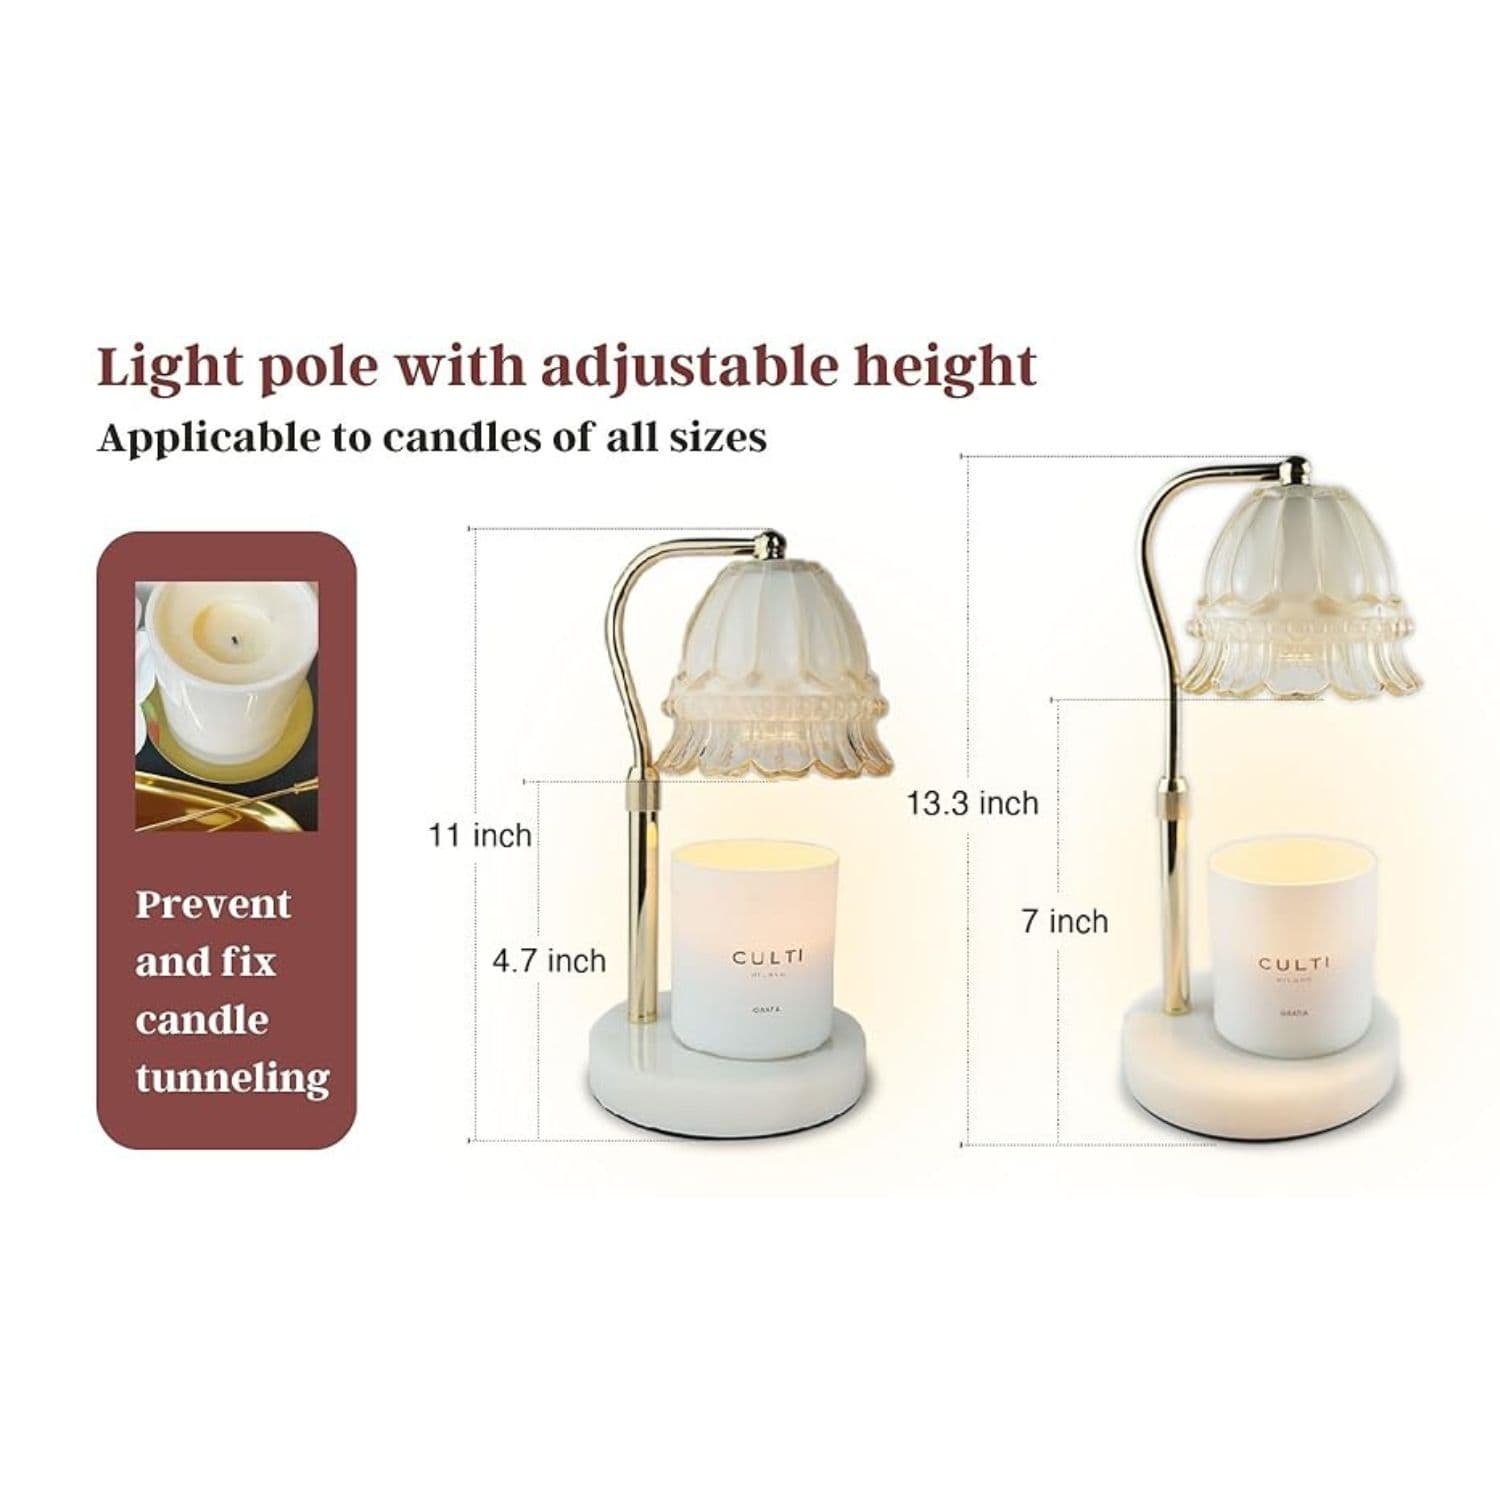 Light pole with adjustable height
Applicable to candles of all sizes
Prevent
and fix
candle
tunneling
11 inch
4.7 inch
CULTI
13.3 inch
7 inch
CULTI
MILANO